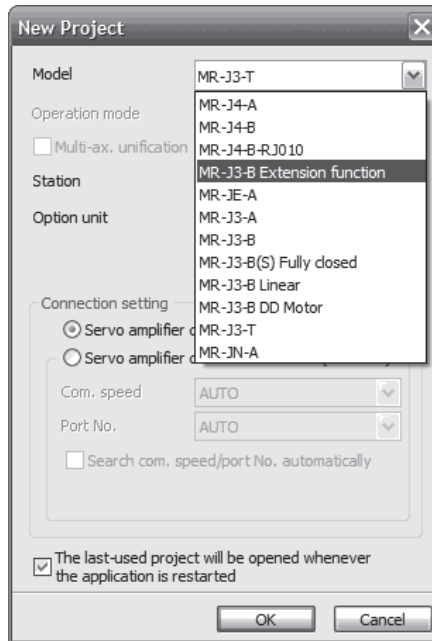 New Project
Model
MR-J3-T
Operation mode
MR-J4-A
MR-J4-B
Multi-ax. unification
MR-J4-B-RJ010
MR-J3-B Extension function
Station
MR-JE-A
Option unit
MR-J3-A
MR-J3-B
MR-J3-B(S) Fully closed
MR-J3-B Linear
Connection setting
MR-J3-B DD Motor
Servo amplifier
MR-J3-T
Servo amplifier
MR-JN-A
Com. speed
AUTO
Port No.
AUTO
Search com. speed/port No. automatically
The last-used project will be opened whenever
the application is restarted
OK
Cancel